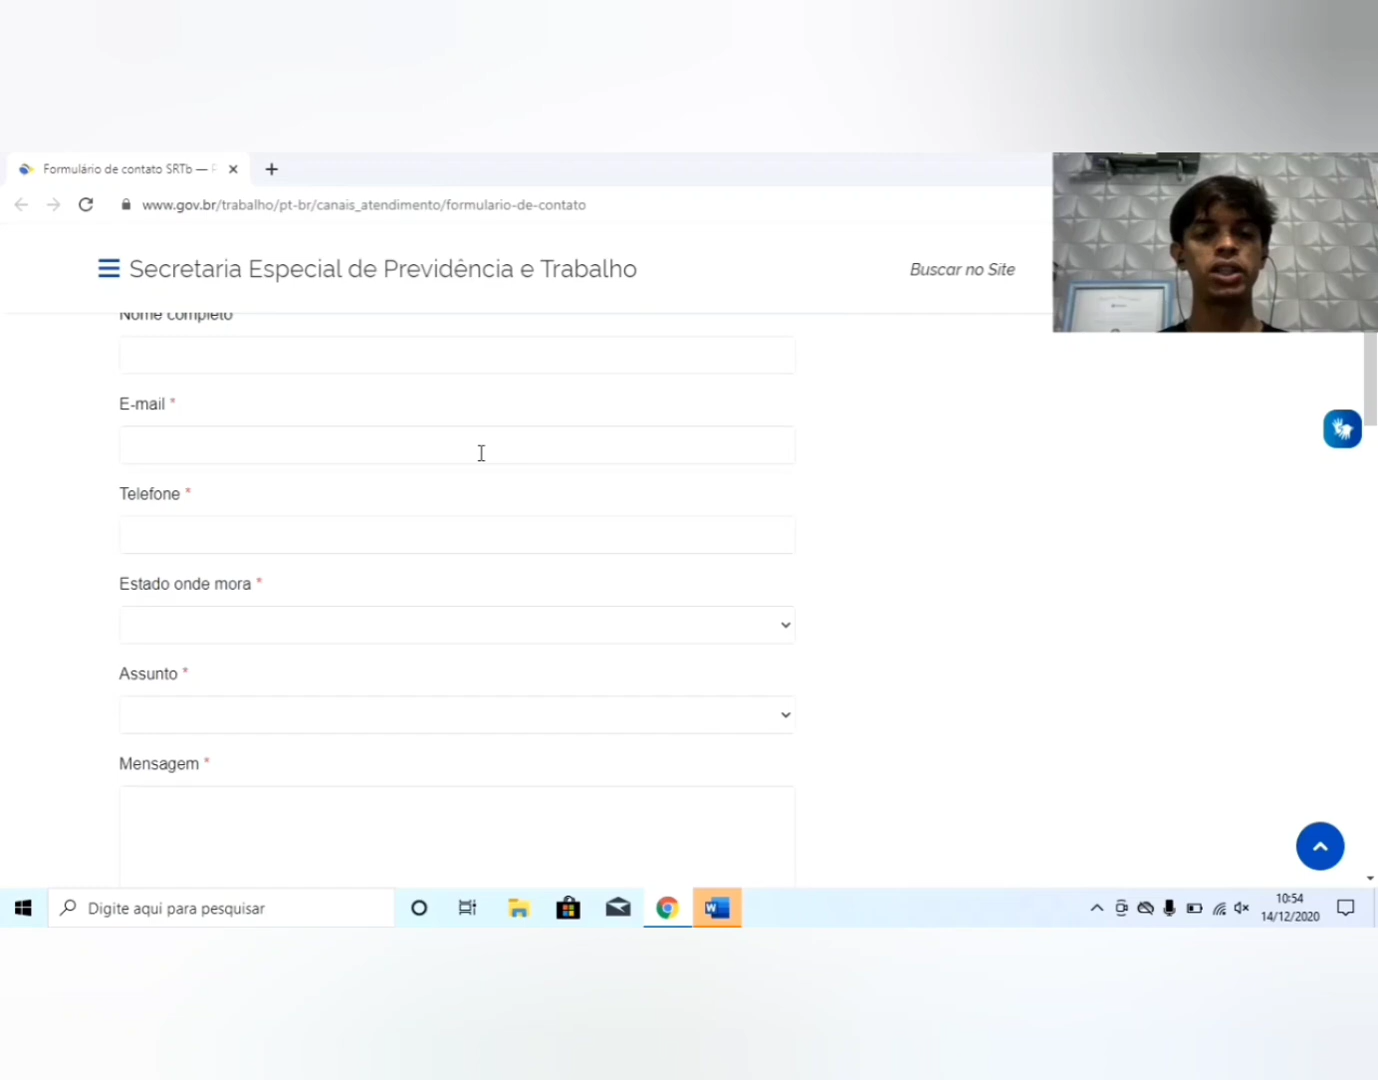 Formulário de contato SRTb —
www.gov.br/trabalho/pt-br/canais_atendimento/formulario-de-contato
Secretaria Especial de Previdência e Trabalho
Buscar no Site
Nome completo
E-mail *
Telefone *
Estado onde mora *
Assunto *
Mensagem *
Digite aqui para pesquisar
10:54
14/12/2020